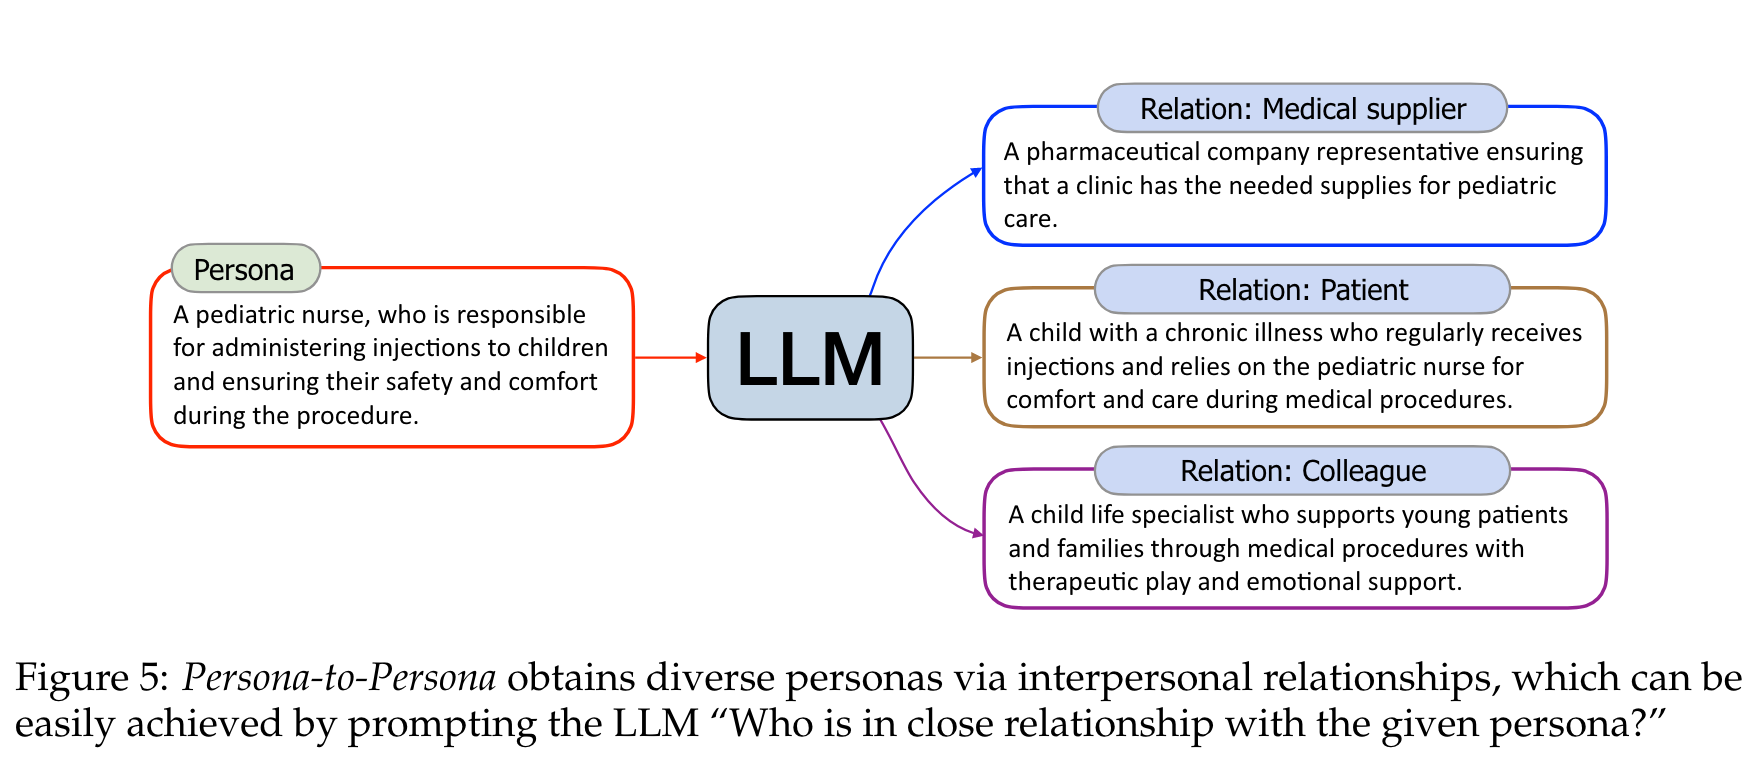 Persona
A pediatric nurse, who is responsible
for administering injections to children
and ensuring their safety and comfort
during the procedure.
LLM
Relation: Medical supplier
A pharmaceutical company representative ensuring
that a clinic has the needed supplies for pediatric
care.
Relation: Patient
A child with a chronic illness who regularly receives
injections and relies on the pediatric nurse for
comfort and care during medical procedures.
Relation: Colleague
A child life specialist who supports young patients
and families through medical procedures with
therapeutic play and emotional support.
Figure 5: Persona-to-Persona obtains diverse personas via interpersonal relationships, which can be
easily achieved by prompting the LLM “Who is in close relationship with the given persona?”